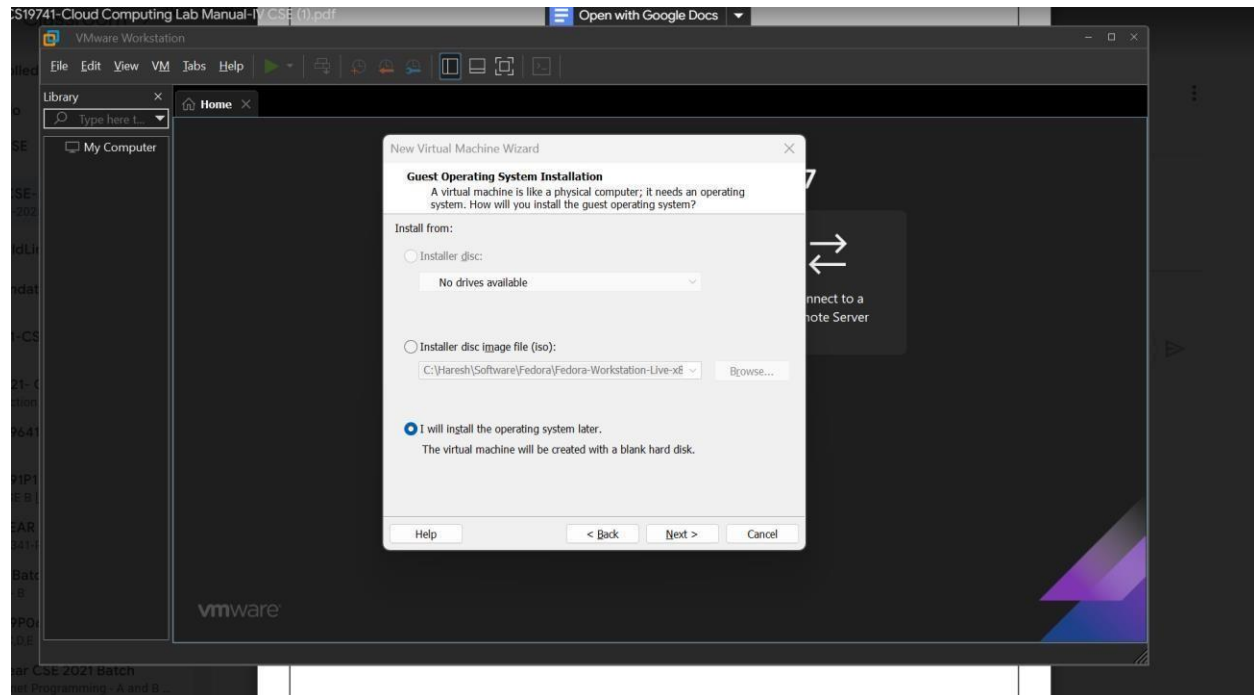 CS19741-Cloud Computing Lab Manual-IV CSE (1).pdf
Open with Google Docs
VMware Workstation
File Edit View VM Tabs Help
Library
Home
Type here t...
My Computer
New Virtual Machine Wizard
Guest Operating System Installation
A virtual machine is like a physical computer; it needs an operating
system. How will you install the guest operating system?
Install from:
Installer disc:
No drives available
Installer disc image file (iso):
C:\Haresh\Software\Fedora\Fedora-Workstation-Live-x8
Browse...
I will install the operating system later.
The virtual machine will be created with a blank hard disk.
Help
< Back
Next >
Cancel
7
nnect to a
note Server
vmware
CSE 2021 Batch
Programming - A and B